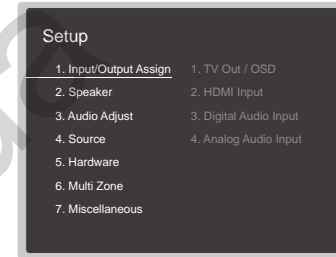 Setup
1. Input/Output Assign
2. Speaker
3. Audio Adjust
4. Source
5. Hardware
6. Multi Zone
7. Miscellaneous
1. TV Out / OSD
2. HDMI Input
3. Digital Audio Input
4. Analog Audio Input